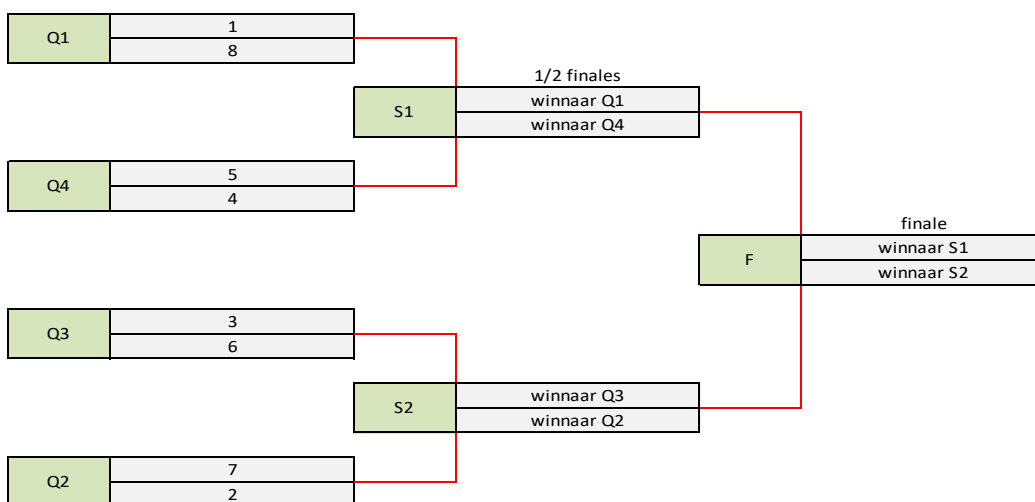 Q1
1
8
1/2 finales
S1
winnaar Q1
winnaar Q4
Q4
5
4
finale
F
winnaar S1
winnaar S2
Q3
3
6
S2
winnaar Q3
winnaar Q2
Q2
7
2